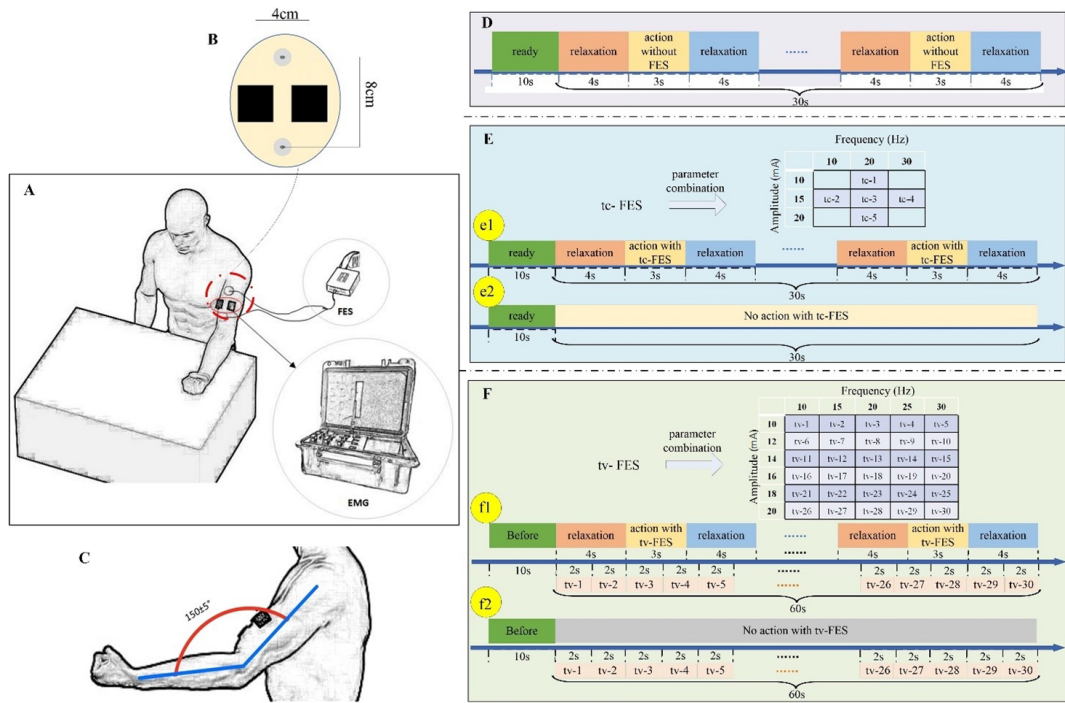 4cm
B
8cm
A
FES
EMG
C
150±5°
D
ready
relaxation
action without FES
relaxation
......
relaxation
action without FES
relaxation
10s
4s
3s
4s
4s
3s
4s
30s
E
Frequency (Hz)
10 20 30
Amplitude (mA)
10 tc-1
15 tc-2 tc-3 tc-4
20 tc-5
tc- FES
parameter combination
e1
ready
relaxation
action with tc-FES
relaxation
......
relaxation
action with tc-FES
relaxation
10s
4s
3s
4s
4s
3s
4s
30s
e2
ready
No action with tc-FES
10s
30s
F
Frequency (Hz)
10 15 20 25 30
Amplitude (mA)
10 tv-1 tv-2 tv-3 tv-4 tv-5
12 tv-6 tv-7 tv-8 tv-9 tv-10
14 tv-11 tv-12 tv-13 tv-14 tv-15
16 tv-16 tv-17 tv-18 tv-19 tv-20
18 tv-21 tv-22 tv-23 tv-24 tv-25
20 tv-26 tv-27 tv-28 tv-29 tv-30
tv- FES
parameter combination
f1
Before
relaxation
action with tv-FES
relaxation
......
relaxation
action with tv-FES
relaxation
4s
3s
4s
......
4s
3s
4s
10s
2s 2s 2s 2s 2s ...... 2s 2s 2s 2s 2s
tv-1 tv-2 tv-3 tv-4 tv-5 ...... tv-26 tv-27 tv-28 tv-29 tv-30
60s
f2
Before
No action with tv-FES
10s
2s 2s 2s 2s 2s ...... 2s 2s 2s 2s 2s
tv-1 tv-2 tv-3 tv-4 tv-5 ...... tv-26 tv-27 tv-28 tv-29 tv-30
60s